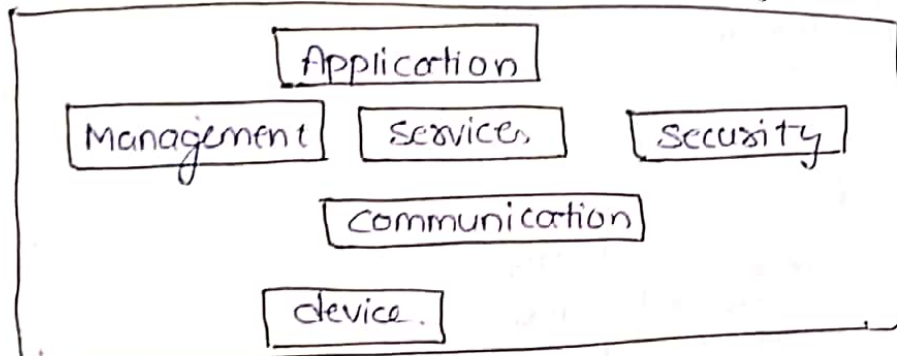 Application
Management Services Security
Communication
device.